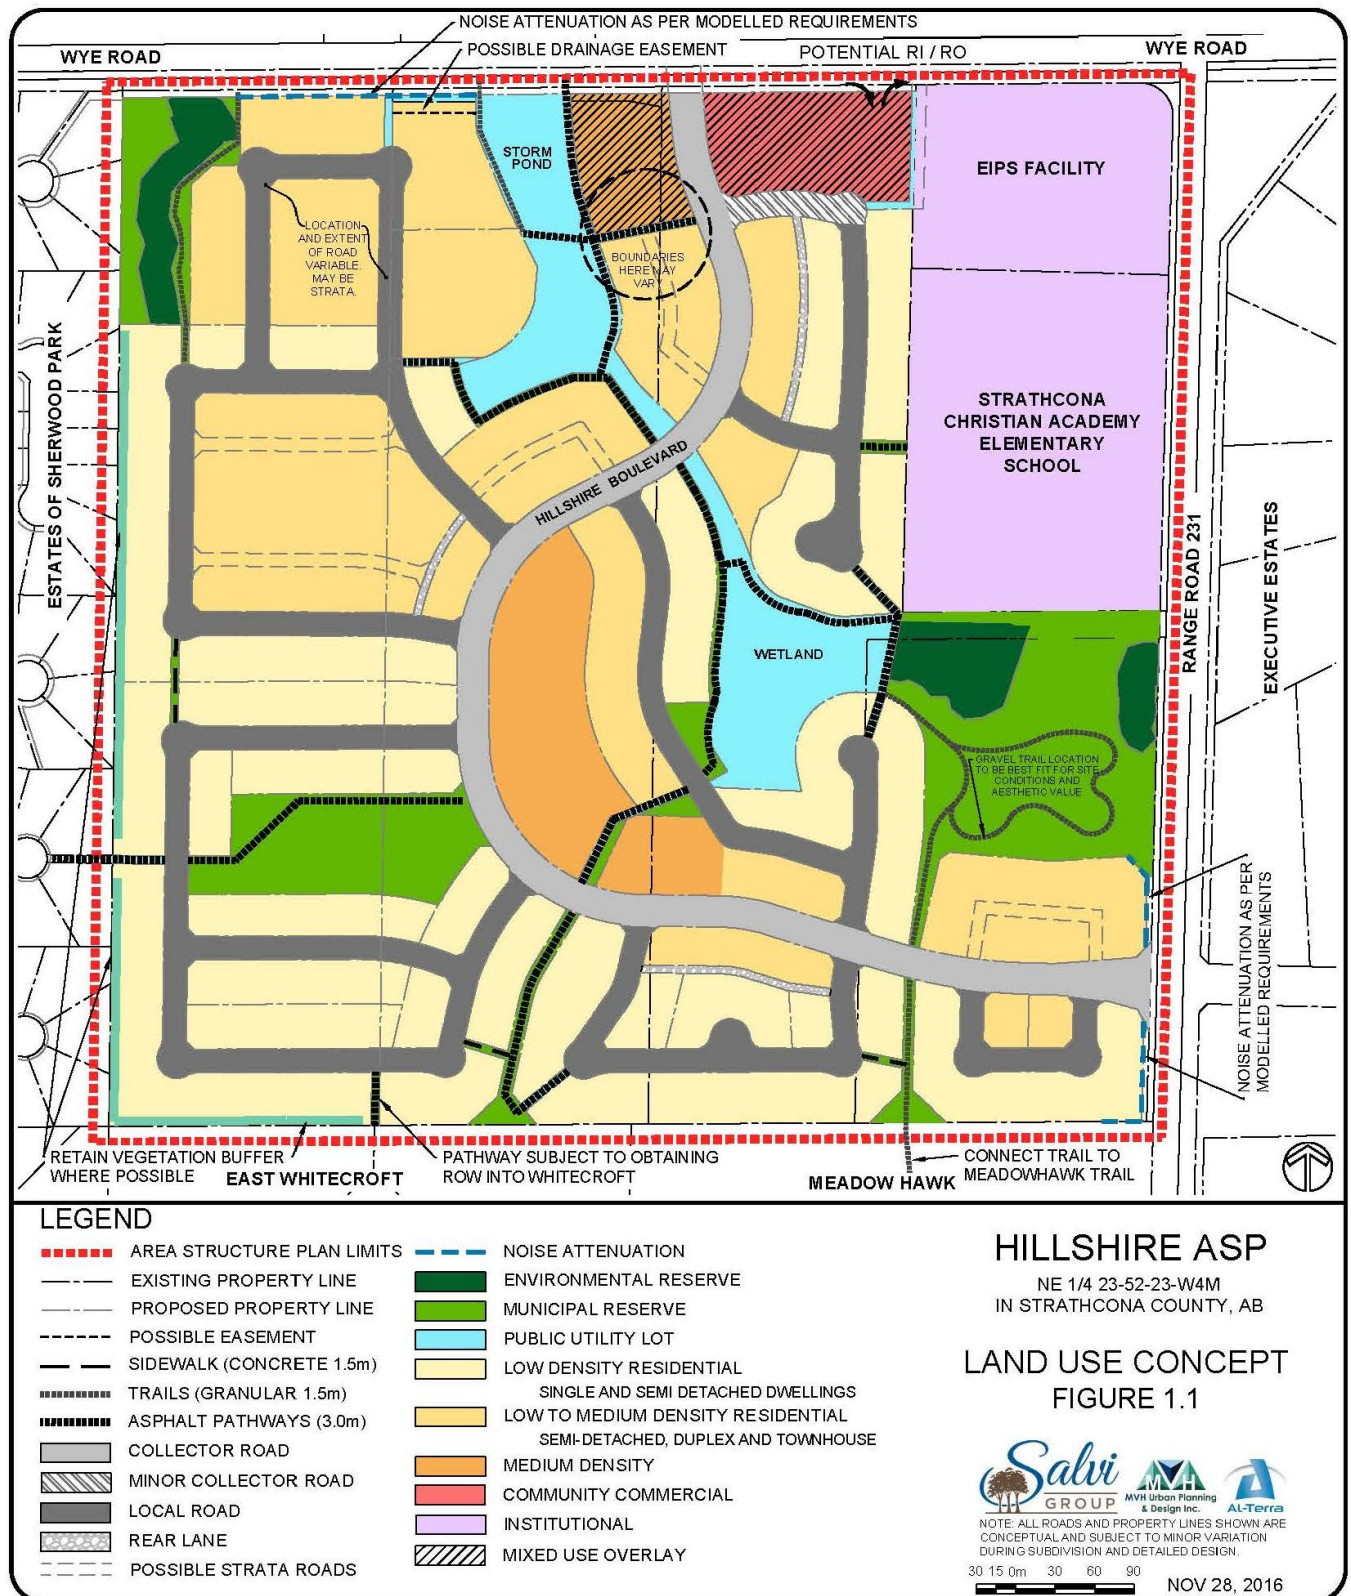 NOISE ATTENUATION AS PER MODELLED REQUIREMENTS
WYE ROAD
POSSIBLE DRAINAGE EASEMENT
POTENTIAL RI / RO
WYE ROAD
STORM
POND
EIPS FACILITY
LOCATION
AND EXTENT
OF ROAD
VARIABLE.
MAY BE
STRATA.
BOUNDARIES
HERE MAY
VARY
ESTATES OF SHERWOOD PARK
STRATHCONA
CHRISTIAN ACADEMY
ELEMENTARY
SCHOOL
HILLSHIRE BOULEVARD
RANGE ROAD 231
EXECUTIVE ESTATES
WETLAND
GRAVEL TRAIL LOCATION
TO BE BEST FIT FOR SITE
CONDITIONS AND
AESTHETIC VALUE
NOISE ATTENUATION AS PER
MODELLED REQUIREMENTS
RETAIN VEGETATION BUFFER
WHERE POSSIBLE
EAST WHITECROFT
PATHWAY SUBJECT TO OBTAINING
ROW INTO WHITECROFT
MEADOW HAWK
CONNECT TRAIL TO
MEADOWHAWK TRAIL
LEGEND
AREA STRUCTURE PLAN LIMITS
EXISTING PROPERTY LINE
PROPOSED PROPERTY LINE
POSSIBLE EASEMENT
SIDEWALK (CONCRETE 1.5m)
TRAILS (GRANULAR 1.5m)
ASPHALT PATHWAYS (3.0m)
COLLECTOR ROAD
MINOR COLLECTOR ROAD
LOCAL ROAD
REAR LANE
POSSIBLE STRATA ROADS
NOISE ATTENUATION
ENVIRONMENTAL RESERVE
MUNICIPAL RESERVE
PUBLIC UTILITY LOT
LOW DENSITY RESIDENTIAL
SINGLE AND SEMI DETACHED DWELLINGS
LOW TO MEDIUM DENSITY RESIDENTIAL
SEMI-DETACHED, DUPLEX AND TOWNHOUSE
MEDIUM DENSITY
COMMUNITY COMMERCIAL
INSTITUTIONAL
MIXED USE OVERLAY
HILLSHIRE ASP
NE 1/4 23-52-23-W4M
IN STRATHCONA COUNTY, AB
LAND USE CONCEPT
FIGURE 1.1
Salvi
GROUP
MVH
MVH Urban Planning
& Design Inc.
AL-Terra
NOTE: ALL ROADS AND PROPERTY LINES SHOWN ARE
CONCEPTUAL AND SUBJECT TO MINOR VARIATION
DURING SUBDIVISION AND DETAILED DESIGN.
30 15 0m 30 60 90
NOV 28, 2016